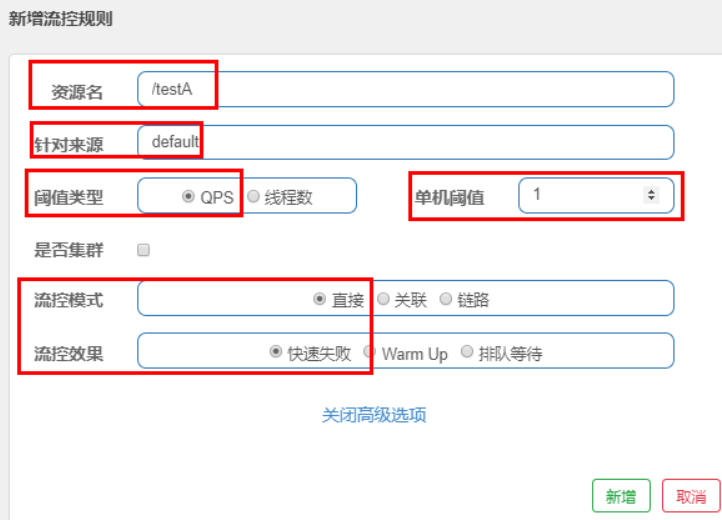 新增流控规则
资源名 /testA
针对来源 default
阈值类型 QPS 线程数 单机阈值 1
是否集群
流控模式 直接 关联 链路
流控效果 快速失败 Warm Up 排队等待
关闭高级选项
新增 取消